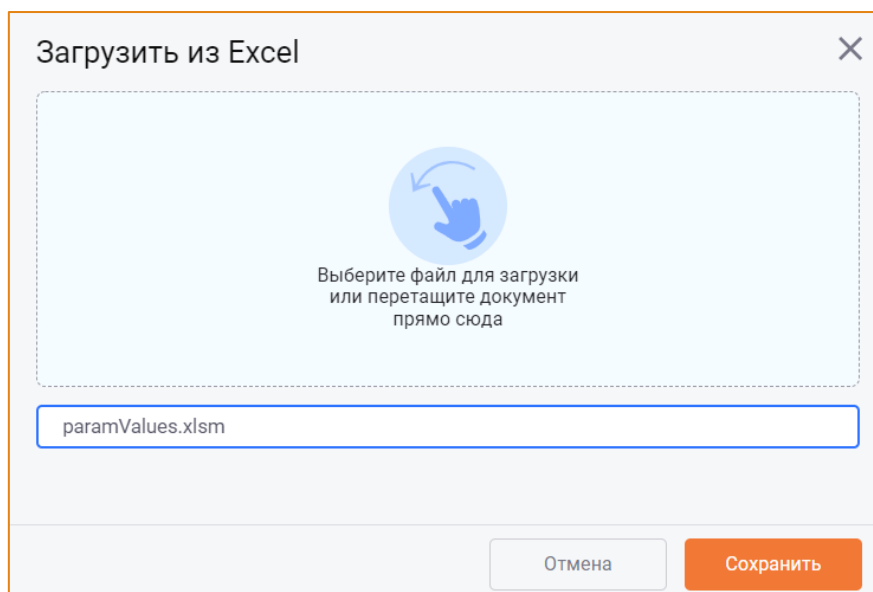 Загрузить из Excel
Выберите файл для загрузки
или перетащите документ
прямо сюда
paramValues.xlsm
Отмена
Сохранить